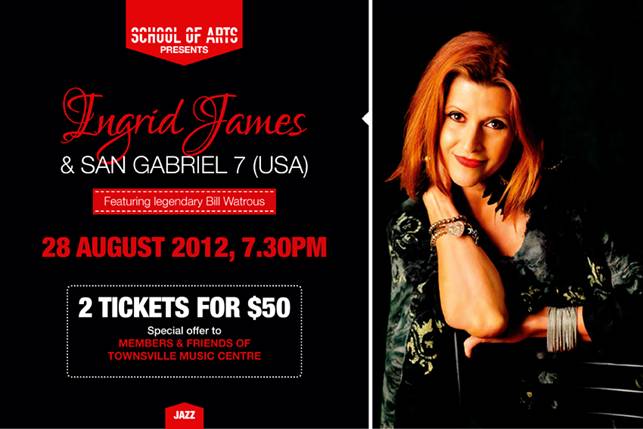 SCHOOL OF ARTS
PRESENTS
Ingrid James
& SAN GABRIEL 7 (USA)
Featuring legendary Bill Watrous
28 AUGUST 2012, 7.30PM
2 TICKETS FOR $50
Special offer to
MEMBERS & FRIENDS OF
TOWNSVILLE MUSIC CENTRE
JAZZ